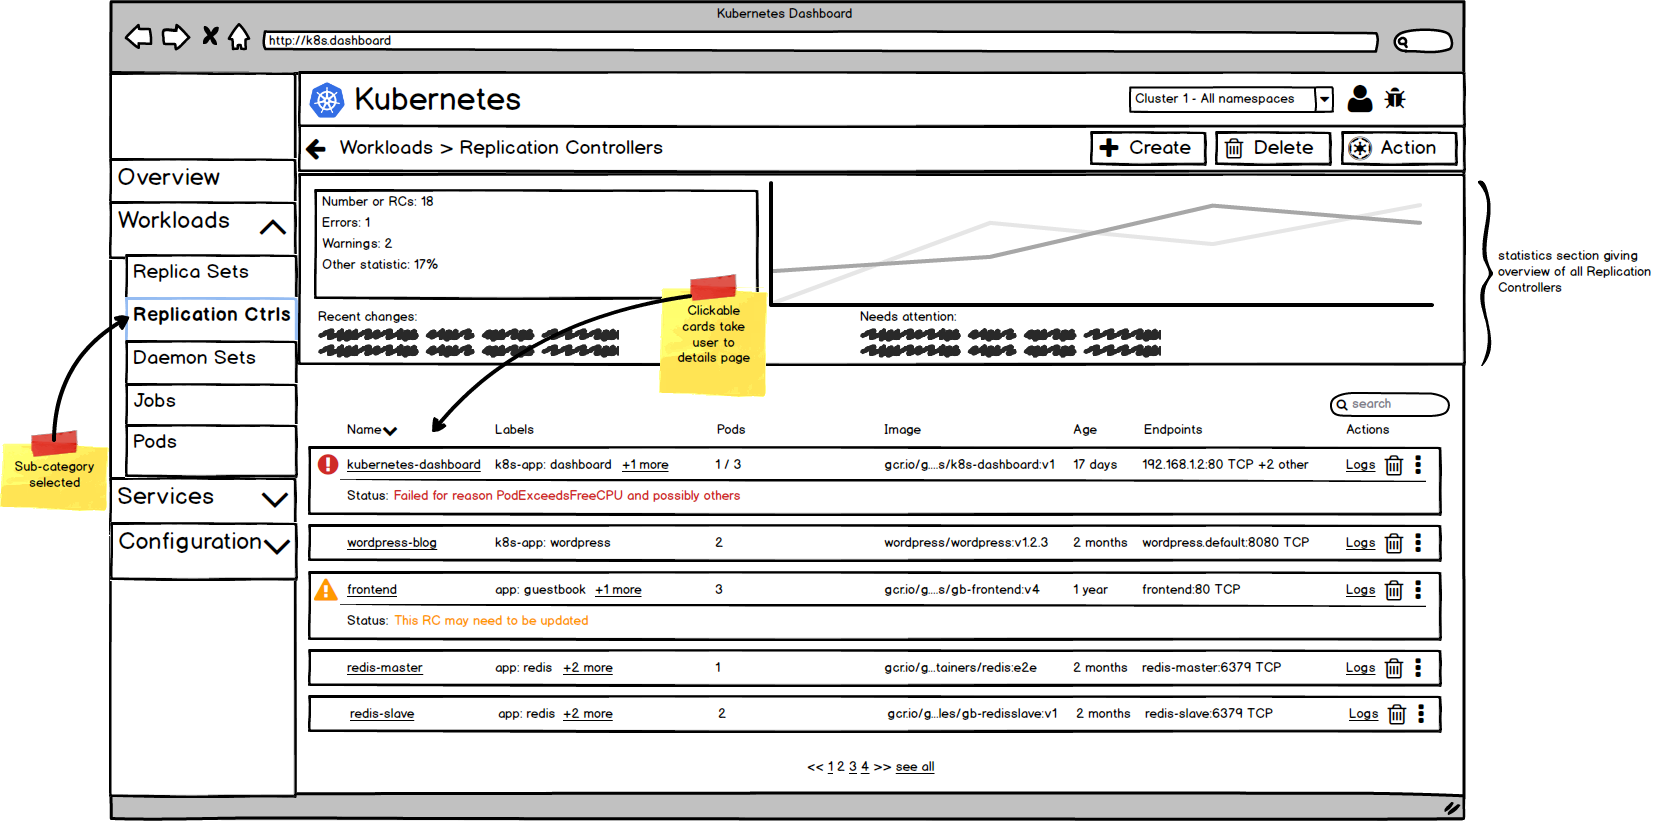 Kubernetes Dashboard
http://k8s.dashboard
Kubernetes
Cluster 1 - All namespaces
Workloads > Replication Controllers
Create
Delete
Action
Overview
Workloads
Replica Sets
Replication Ctrls
Daemon Sets
Jobs
Pods
Services
Configuration
Sub-category
selected
Number or RCs: 18
Errors: 1
Warnings: 2
Other statistic: 17%
Recent changes:
Needs attention:
Clickable
cards take
user to
details page
statistics section giving
overview of all Replication
Controllers
search
Name Labels Pods Image Age Endpoints Actions
kubernetes-dashboard k8s-app: dashboard +1 more 1 / 3 gcr.io/g...s/k8s-dashboard:v1 17 days 192.168.1.2:80 TCP +2 other Logs
Status: Failed for reason PodExceedsFreeCPU and possibly others
wordpress-blog k8s-app: wordpress 2 wordpress/wordpress:v1.2.3 2 months wordpress.default:8080 TCP Logs
frontend app: guestbook +1 more 3 gcr.io/g...s/gb-frontend:v4 1 year frontend:80 TCP Logs
Status: This RC may need to be updated
redis-master app: redis +2 more 1 gcr.io/g...tainers/redis:e2e 2 months redis-master:6379 TCP Logs
redis-slave app: redis +2 more 2 gcr.io/g...les/gb-redisslave:v1 2 months redis-slave:6379 TCP Logs
<< 1 2 3 4 >> see all